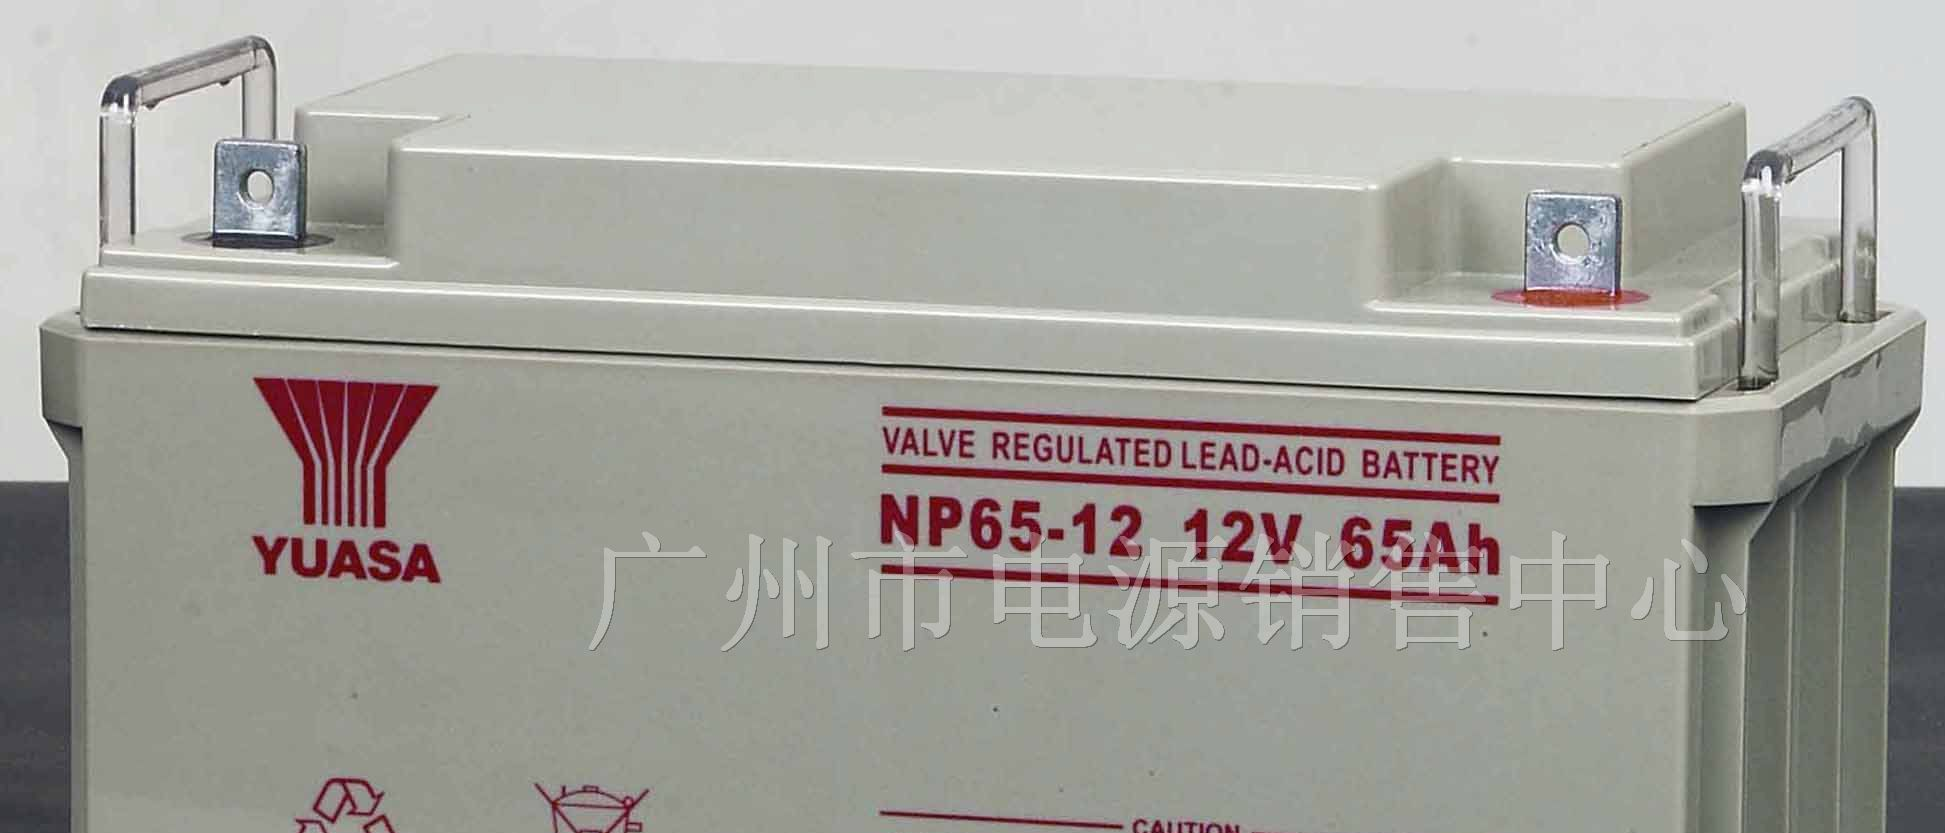 YUASA
VALVE REGULATED LEAD-ACID BATTERY
NP65-12 12V 65Ah
广州市电源销售中心
CAUTION